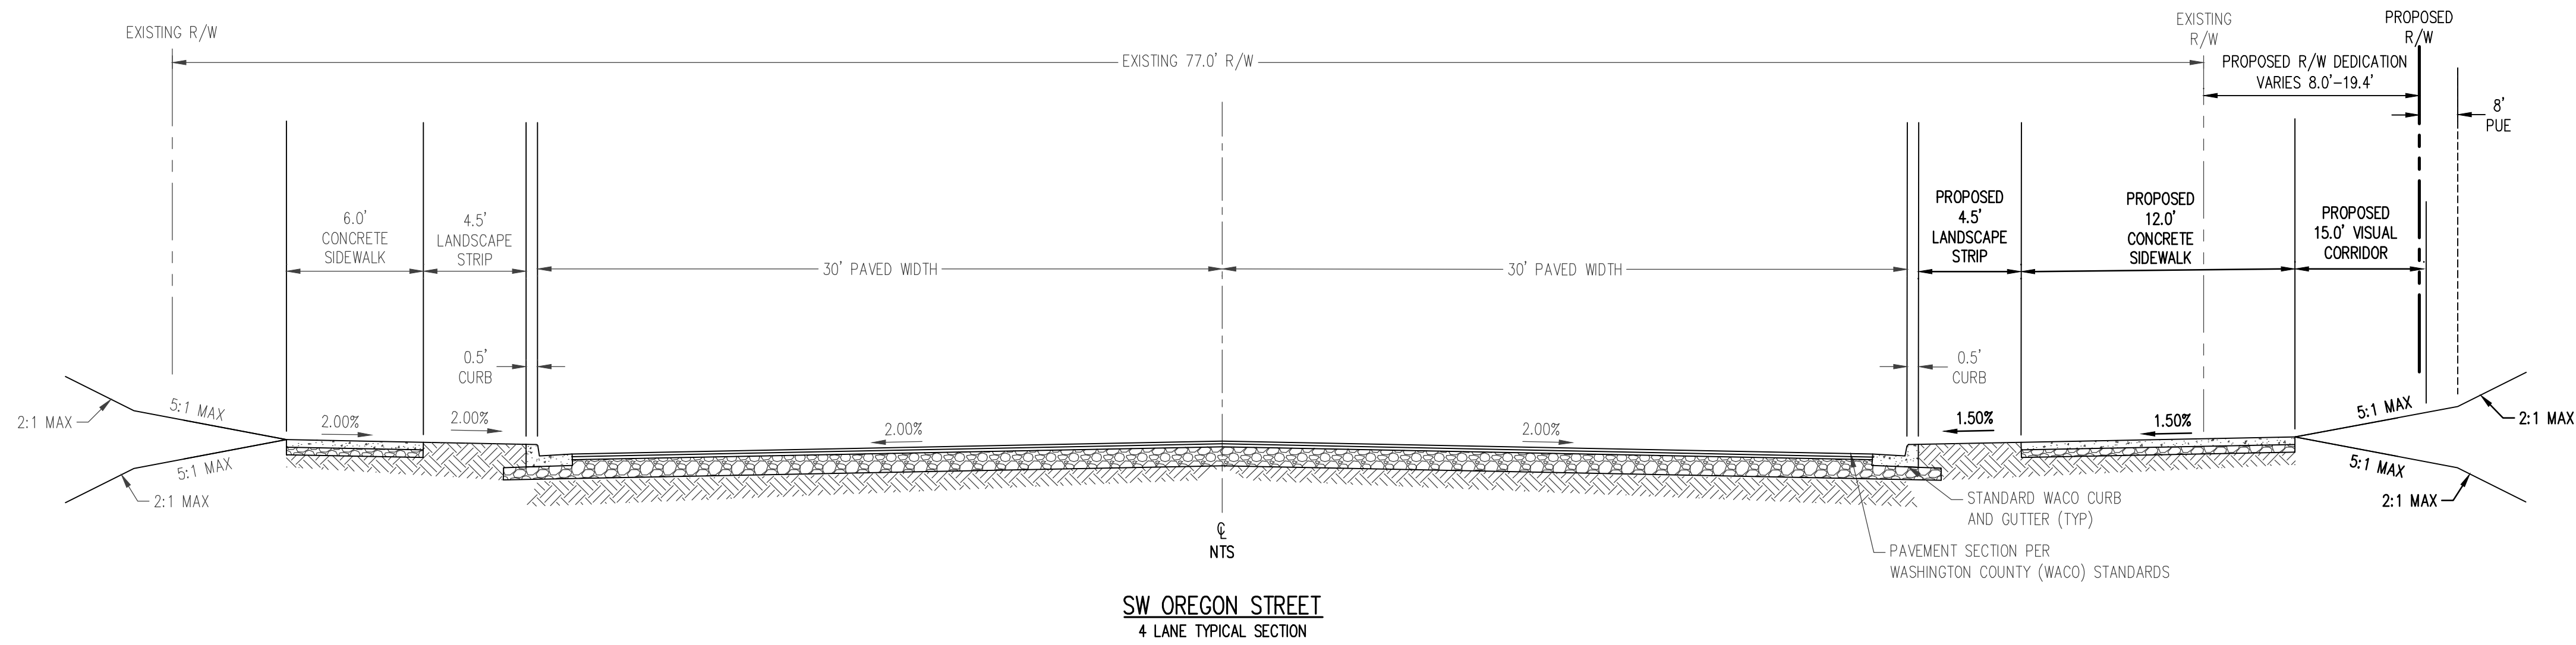 EXISTING R/W
EXISTING 77.0' R/W
EXISTING
R/W
PROPOSED
R/W
PROPOSED R/W DEDICATION
VARIES 8.0'-19.4'
8'
PUE
6.0'
CONCRETE
SIDEWALK
4.5'
LANDSCAPE
STRIP
30' PAVED WIDTH
30' PAVED WIDTH
PROPOSED
4.5'
LANDSCAPE
STRIP
PROPOSED
12.0'
CONCRETE
SIDEWALK
PROPOSED
15.0' VISUAL
CORRIDOR
0.5'
CURB
0.5'
CURB
2:1 MAX
5:1 MAX
2.00%
2.00%
2.00%
2.00%
1.50%
1.50%
5:1 MAX
2:1 MAX
5:1 MAX
2:1 MAX
5:1 MAX
2:1 MAX
STANDARD WACO CURB
AND GUTTER (TYP)
PAVEMENT SECTION PER
WASHINGTON COUNTY (WACO) STANDARDS
℄
NTS
SW OREGON STREET
4 LANE TYPICAL SECTION